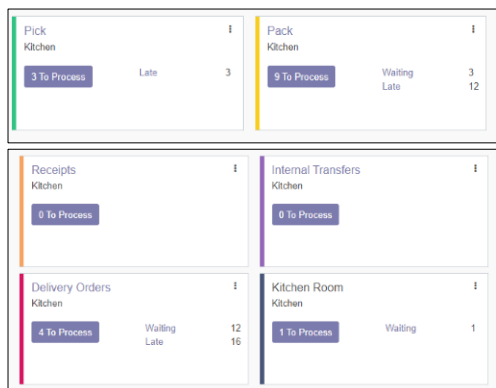 Pick
Kitchen
3 To Process Late 3
Pack
Kitchen
9 To Process Waiting 3
Late 12
Receipts
Kitchen
0 To Process
Internal Transfers
Kitchen
0 To Process
Delivery Orders
Kitchen
4 To Process Waiting 12
Late 16
Kitchen Room
Kitchen
1 To Process Waiting 1